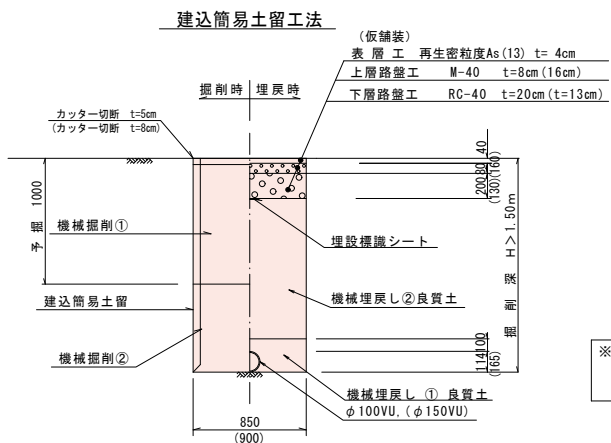 建込簡易土留工法
(仮舗装)
表層工 再生密粒度As(13) t= 4cm
上層路盤工 M-40 t=8cm(16cm)
下層路盤工 RC-40 t=20cm(t=13cm)
掘削時 埋戻時
カッター切断 t=5cm
(カッター切断 t=8cm)
40
80
(160)
200
(130)
予掘 1000
機械掘削①
埋設標識シート
掘削深 H>1.50m
機械埋戻し②良質土
建込簡易土留
機械掘削②
100
114
(165)
機械埋戻し ① 良質土
φ100VU,(φ150VU)
850
(900)
※